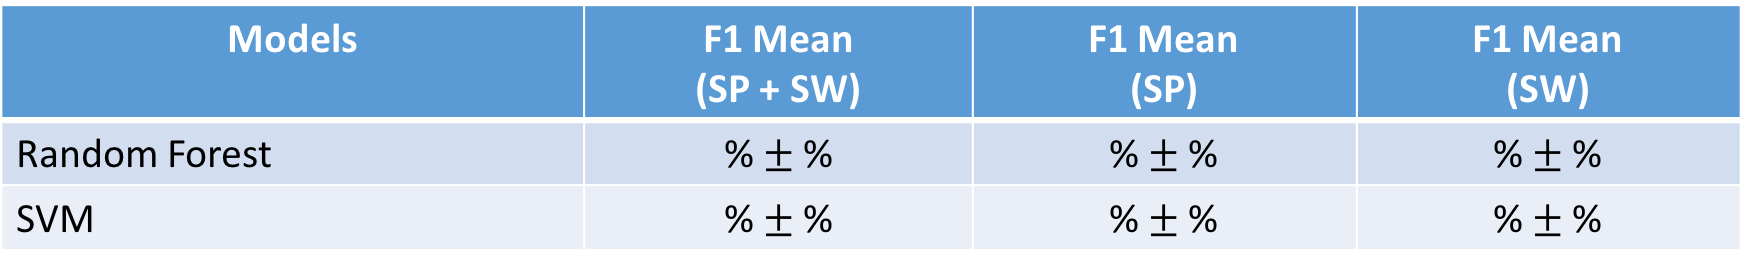 Models F1 Mean (SP + SW) F1 Mean (SP) F1 Mean (SW)
Random Forest % ± % % ± % % ± %
SVM % ± % % ± % % ± %